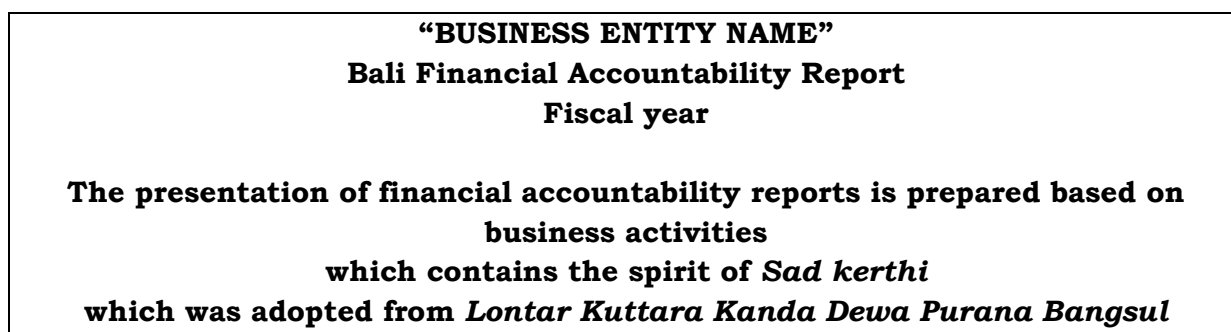 “BUSINESS ENTITY NAME”
Bali Financial Accountability Report
Fiscal year
The presentation of financial accountability reports is prepared based on
business activities
which contains the spirit of Sad kerthi
which was adopted from Lontar Kuttara Kanda Dewa Purana Bangsul